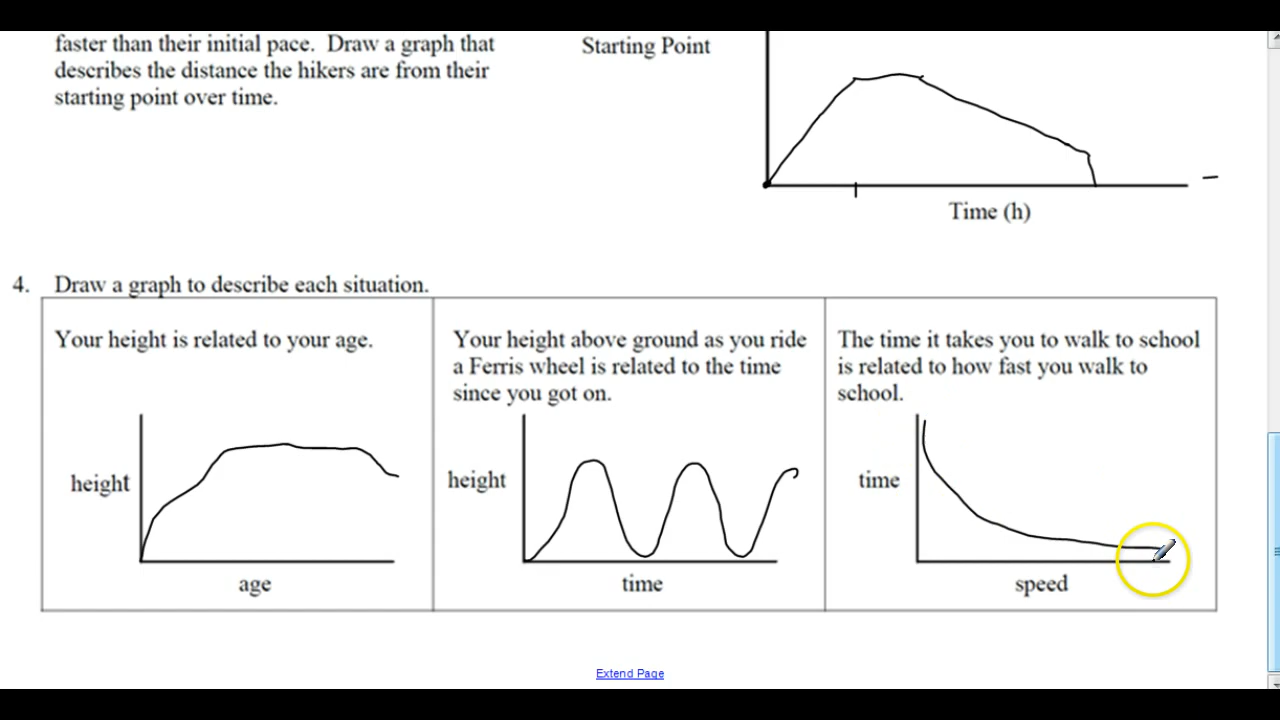 faster than their initial pace.  Draw a graph that
describes the distance the hikers are from their
starting point over time.
Starting Point
Time (h)
4. Draw a graph to describe each situation.
Your height is related to your age.
height
age
Your height above ground as you ride
a Ferris wheel is related to the time
since you got on.
height
time
The time it takes you to walk to school
is related to how fast you walk to
school.
time
speed
Extend Page